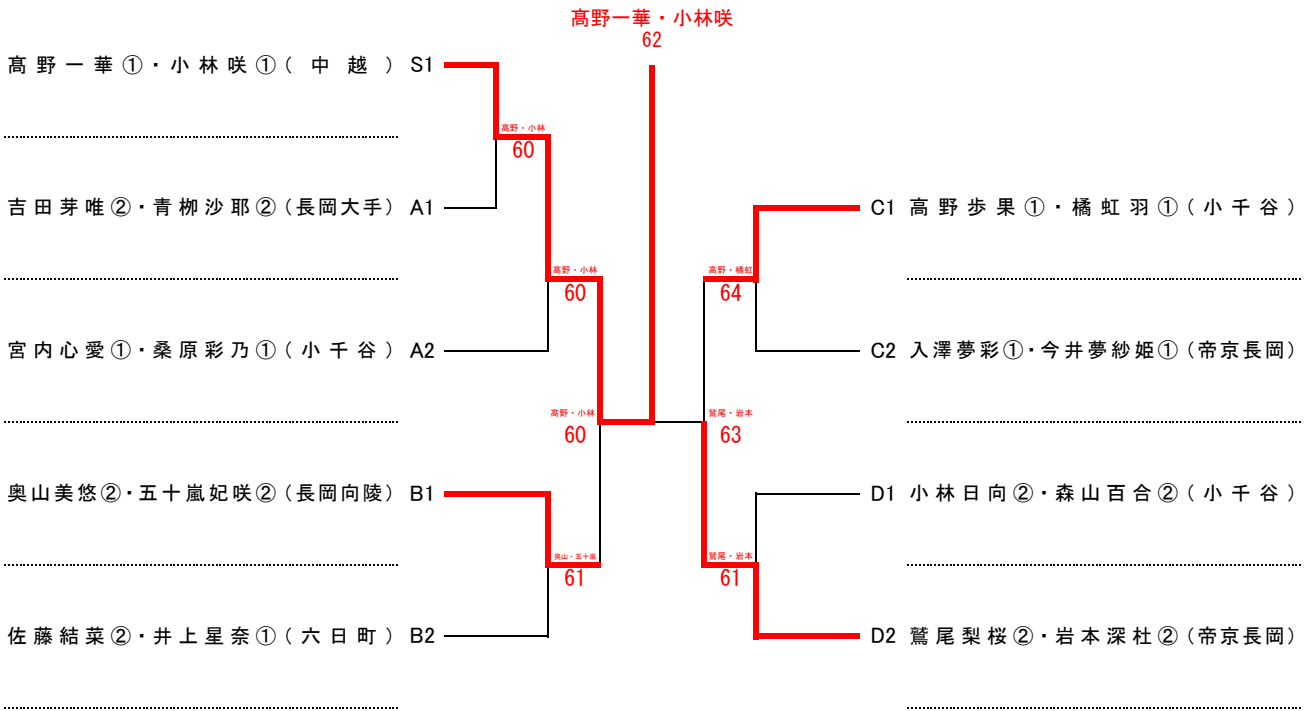 髙野一華・小林咲
62
髙野一華①・小林咲①(中越) S1
髙野・小林
60
吉田芽唯②・青栁沙耶②(長岡大手) A1
C1 高野歩果①・橘虹羽①(小千谷)
髙野・小林
60
高野・橘虹
64
宮内心愛①・桑原彩乃①(小千谷) A2
C2 入澤夢彩①・今井夢紗姫①(帝京長岡)
髙野・小林
60
鷲尾・岩本
63
奥山美悠②・五十嵐妃咲②(長岡向陵) B1
D1 小林日向②・森山百合②(小千谷)
奥山・五十嵐
61
鷲尾・岩本
61
佐藤結菜②・井上星奈①(六日町) B2
D2 鷲尾梨桜②・岩本深杜②(帝京長岡)